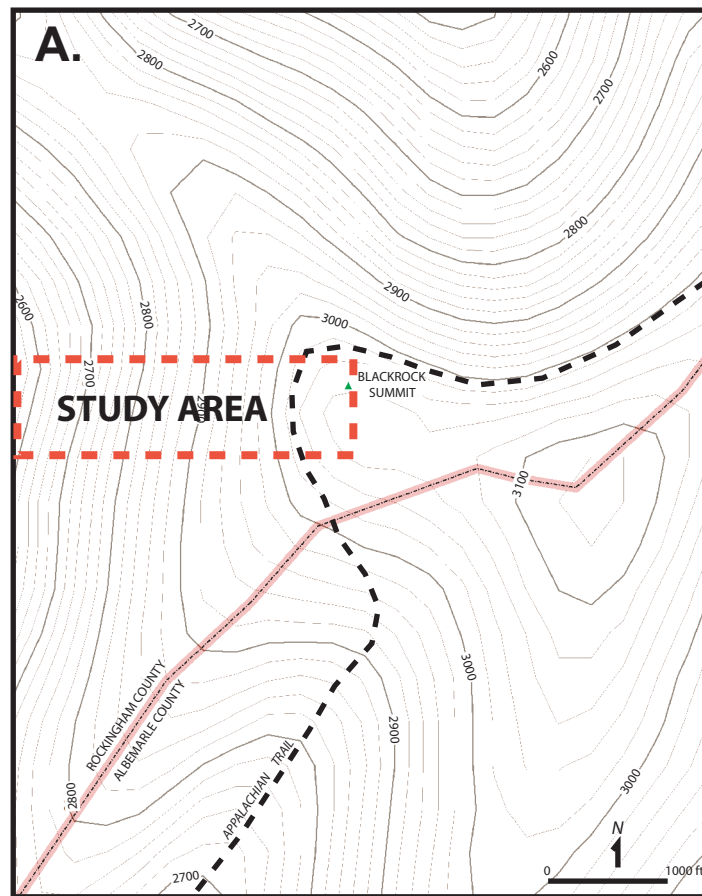 A.
2700
2800
2600
2700
2800
2900
3000
2600
2800
2700
2900
STUDY AREA
BLACKROCK
SUMMIT
3100
ROCKINGHAM COUNTY
ALBEMARLE COUNTY
3000
2900
APPALACHIAN TRAIL
2800
3000
2700
N
0 1000 ft